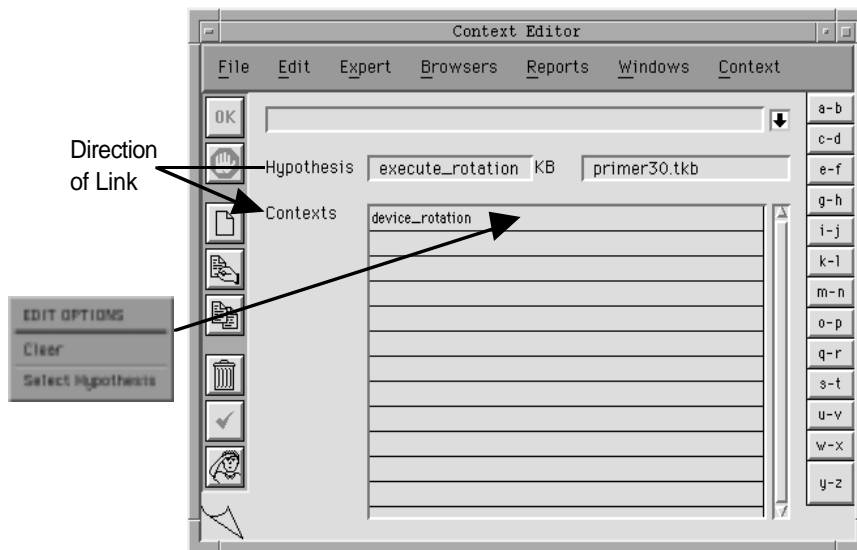 Context Editor
File Edit Expert Browsers Reports Windows Context
OK
Direction
of Link
Hypothesis execute_rotation KB primer30.tkb
Contexts
device_rotation
EDIT OPTIONS
Clear
Select Hypothesis
a-b
c-d
e-f
g-h
i-j
k-l
m-n
o-p
q-r
s-t
u-v
w-x
y-z